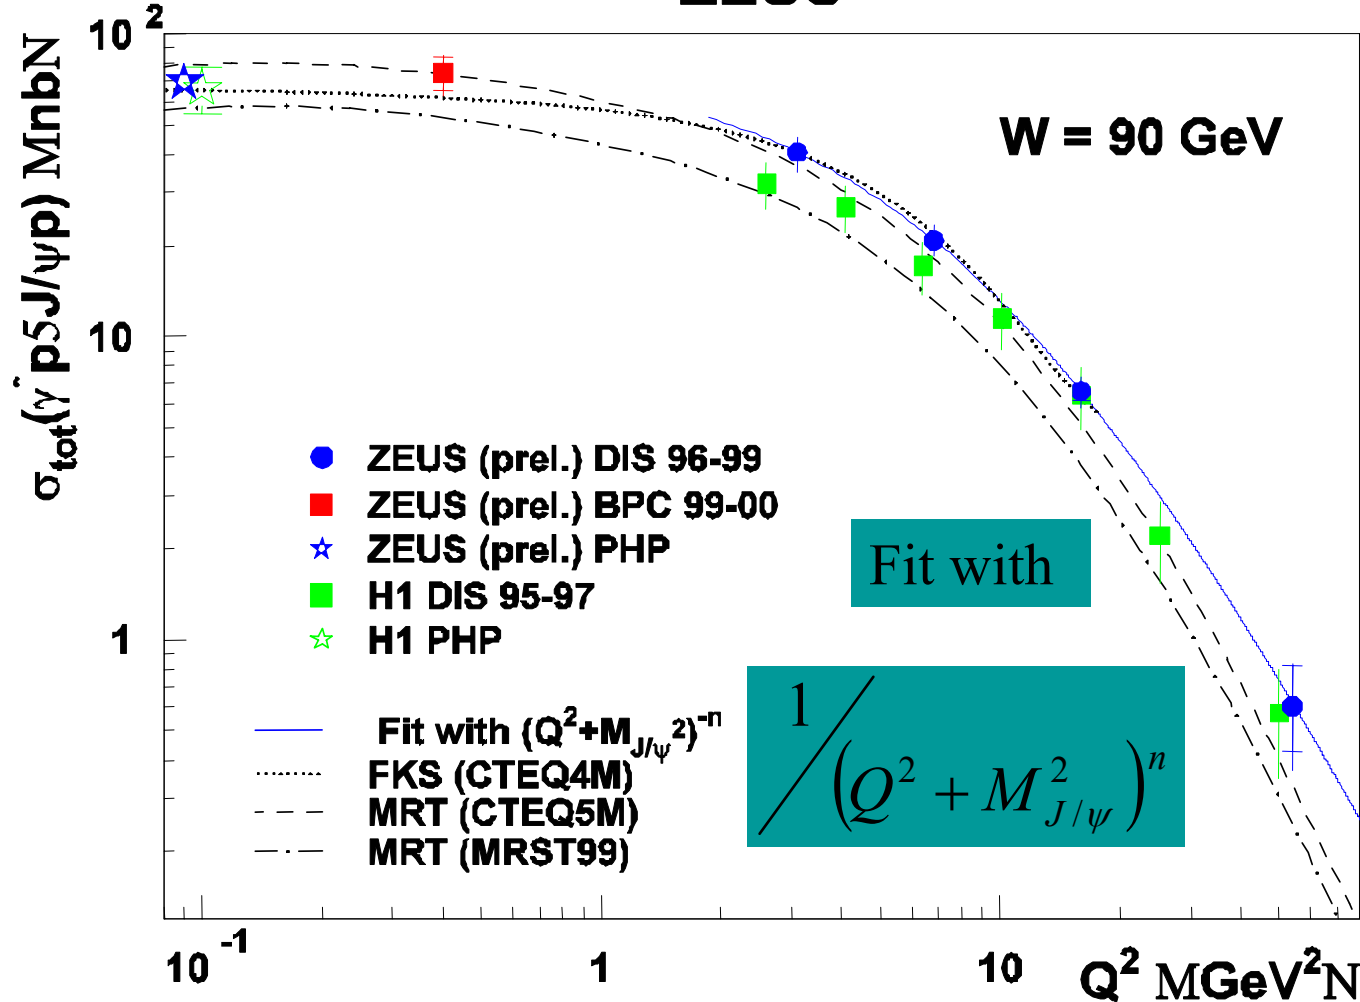 10 2
W = 90 GeV
σtot(γ* p5J/ψp) MnbN
10
1
ZEUS (prel.) DIS 96-99
ZEUS (prel.) BPC 99-00
ZEUS (prel.) PHP
H1 DIS 95-97
H1 PHP
Fit with (Q²+M_J/ψ²)^-n
FKS (CTEQ4M)
MRT (CTEQ5M)
MRT (MRST99)
Fit with
1/(Q² + M²_J/ψ)^n
10 -1
1
10
Q² MGeV²N